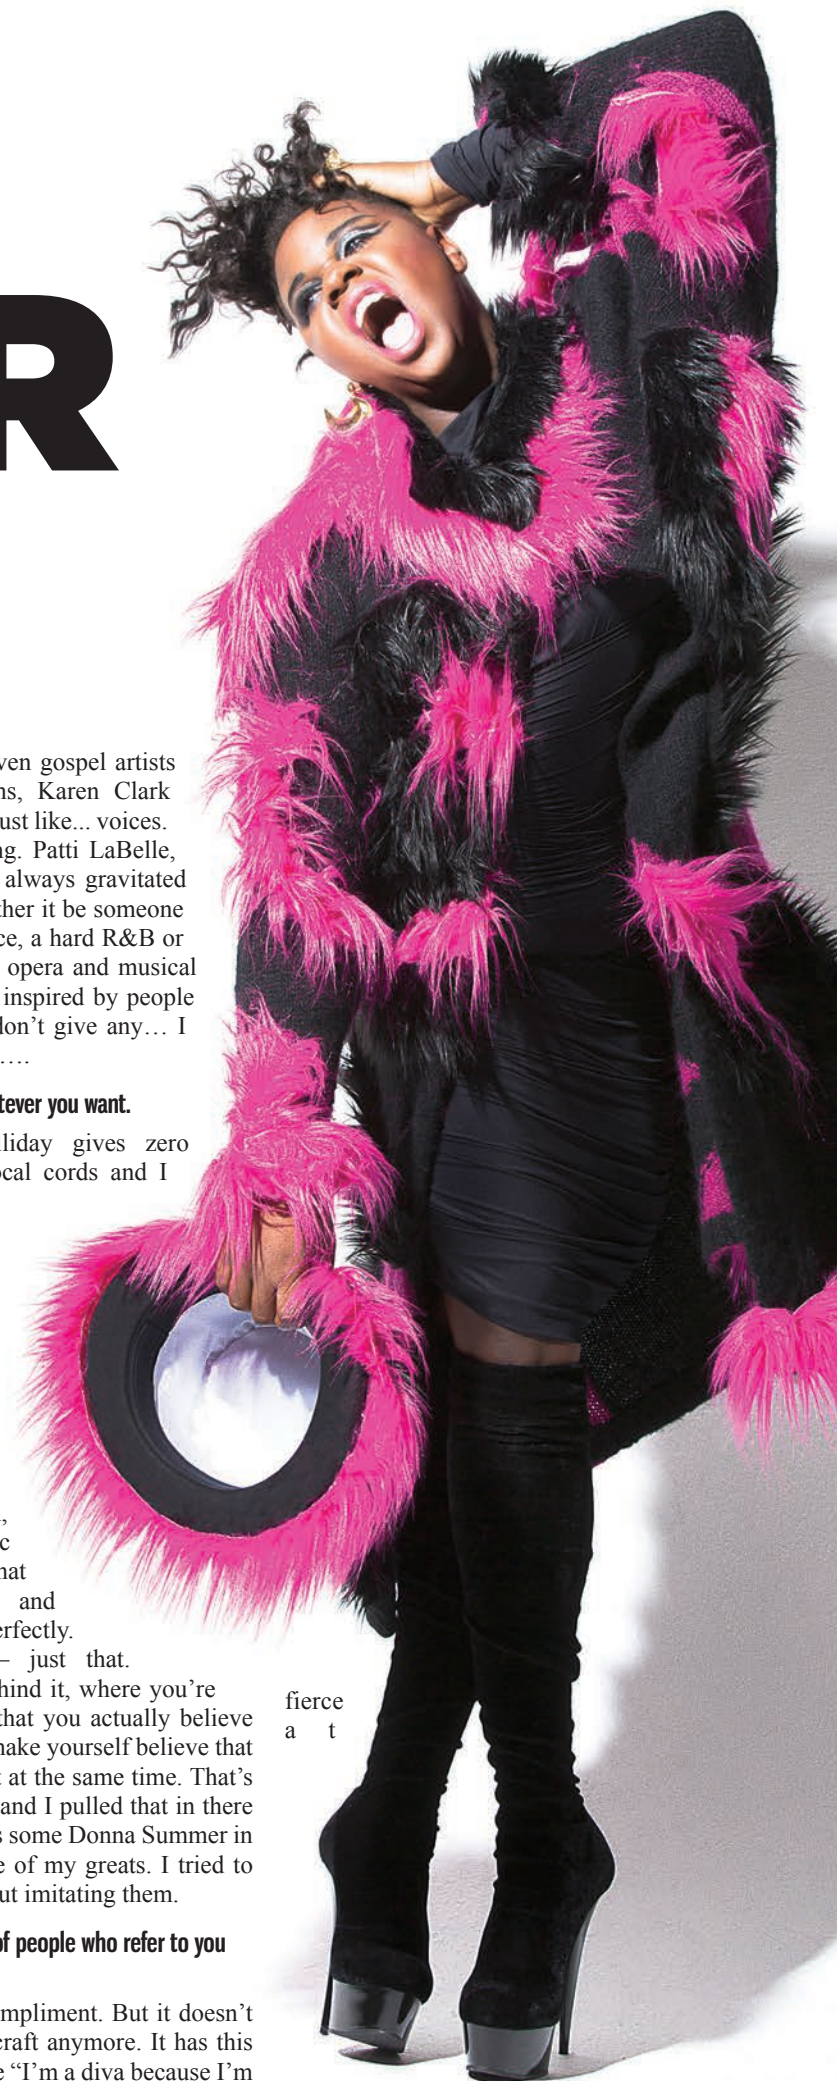 R
ven gospel artists
ns, Karen Clark
ust like... voices.
ng. Patti LaBelle,
always gravitated
ther it be someone
ce, a hard R&B or
opera and musical
inspired by people
don't give any… I
….
tever you want.
lliday gives zero
ocal cords and I
,
c
hat
and
erfectly.
– just that.
hind it, where you're
that you actually believe
make yourself believe that
t at the same time. That's
and I pulled that in there
s some Donna Summer in
e of my greats. I tried to
ut imitating them.
of people who refer to you
mpliment. But it doesn't
craft anymore. It has this
e “I'm a diva because I'm
fierce
a t